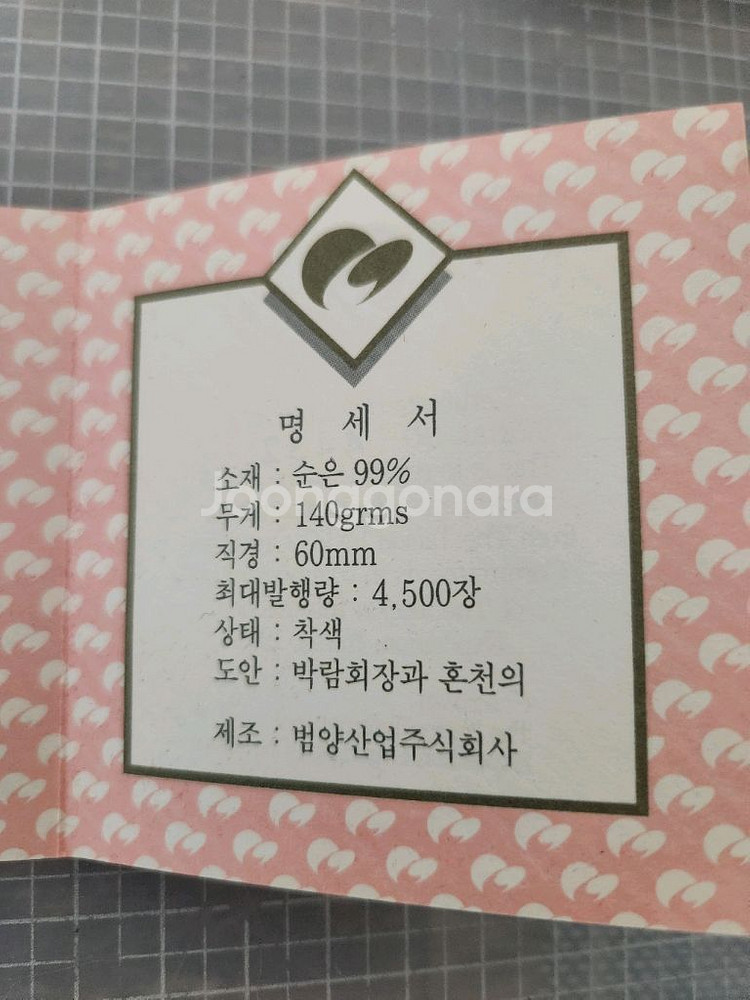 명 세 서
소재 : 순은 99%
Joonggonara
무게 : 140grms
직경 : 60mm
최대발행량 : 4,500장
상태 : 착색
도안 : 박람회장과 혼천의
제조 : 범양산업주식회사